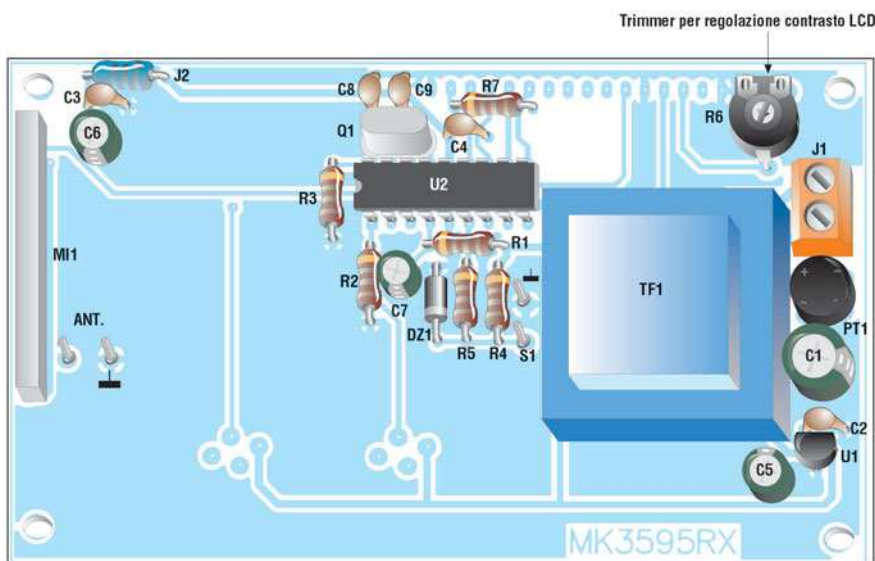 Trimmer per regolazione contrasto LCD
J2
C3
C6
C8
C9
R7
Q1
C4
R6
J1
U2
R3
MI1
R1
R2
C7
TF1
ANT.
DZ1
R5
R4
S1
PT1
C1
C2
U1
C5
MK3595RX